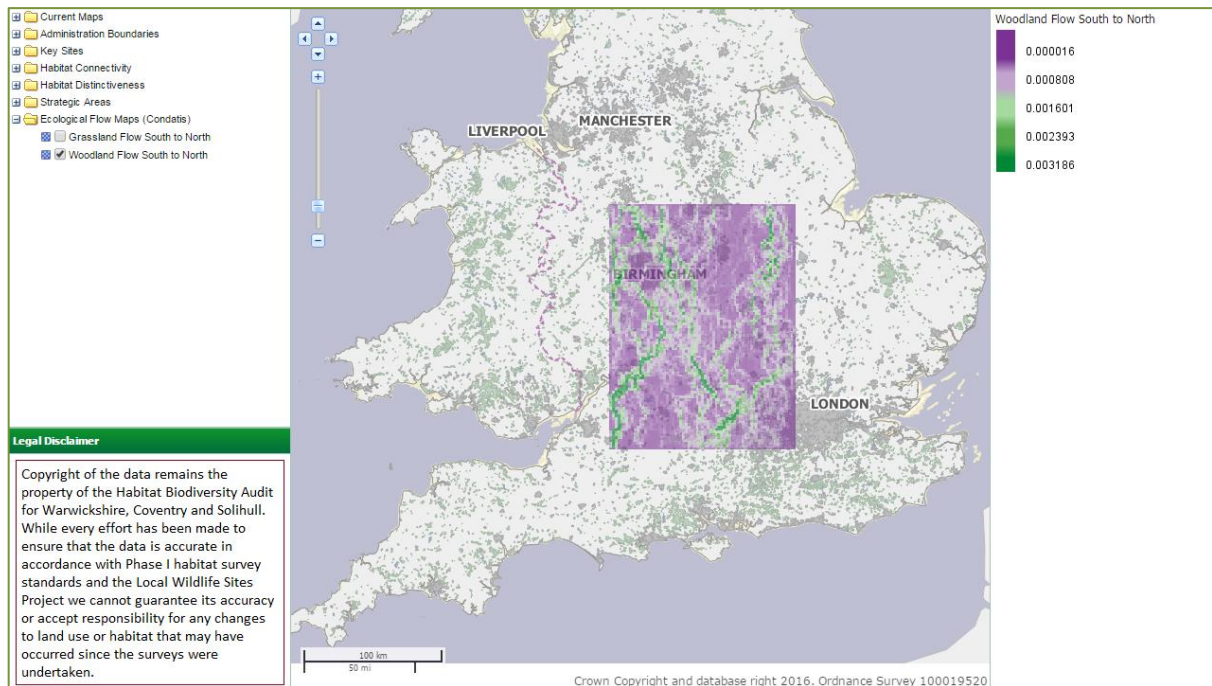 Current Maps
Administration Boundaries
Key Sites
Habitat Connectivity
Habitat Distinctiveness
Strategic Areas
Ecological Flow Maps (Condatis)
Grassland Flow South to North
Woodland Flow South to North
Legal Disclaimer
Copyright of the data remains the
property of the Habitat Biodiversity Audit
for Warwickshire, Coventry and Solihull.
While every effort has been made to
ensure that the data is accurate in
accordance with Phase I habitat survey
standards and the Local Wildlife Sites
Project we cannot guarantee its accuracy
or accept responsibility for any changes
to land use or habitat that may have
occurred since the surveys were
undertaken.
LIVERPOOL
MANCHESTER
BIRMINGHAM
LONDON
100 km
50 mi
Crown Copyright and database right 2016. Ordnance Survey 100019520
Woodland Flow South to North
0.000016
0.000808
0.001601
0.002393
0.003186